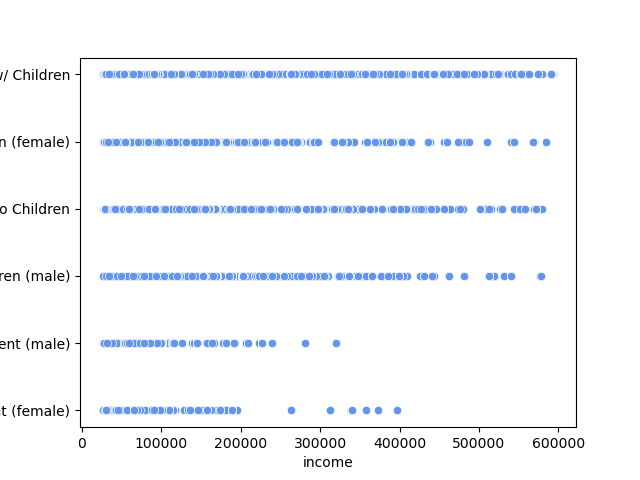 w/ Children
n (female)
o Children
ren (male)
ent (male)
t (female)
0 100000 200000 300000 400000 500000 600000
income